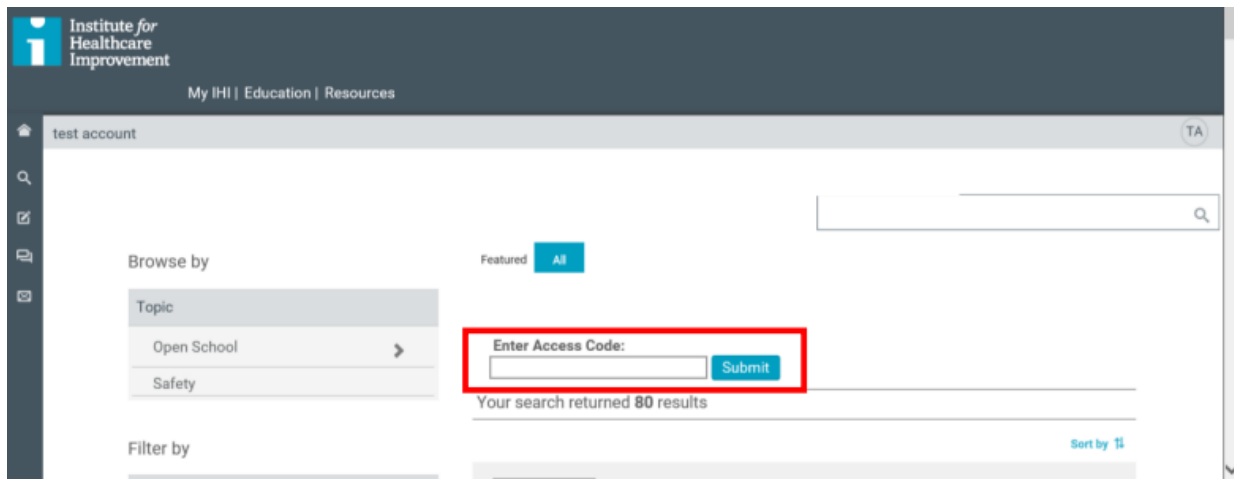 Institute for
Healthcare
Improvement
My IHI | Education | Resources
test account
TA
Browse by
Featured All
Topic
Open School
Safety
Enter Access Code:
Submit
Your search returned 80 results
Filter by
Sort by